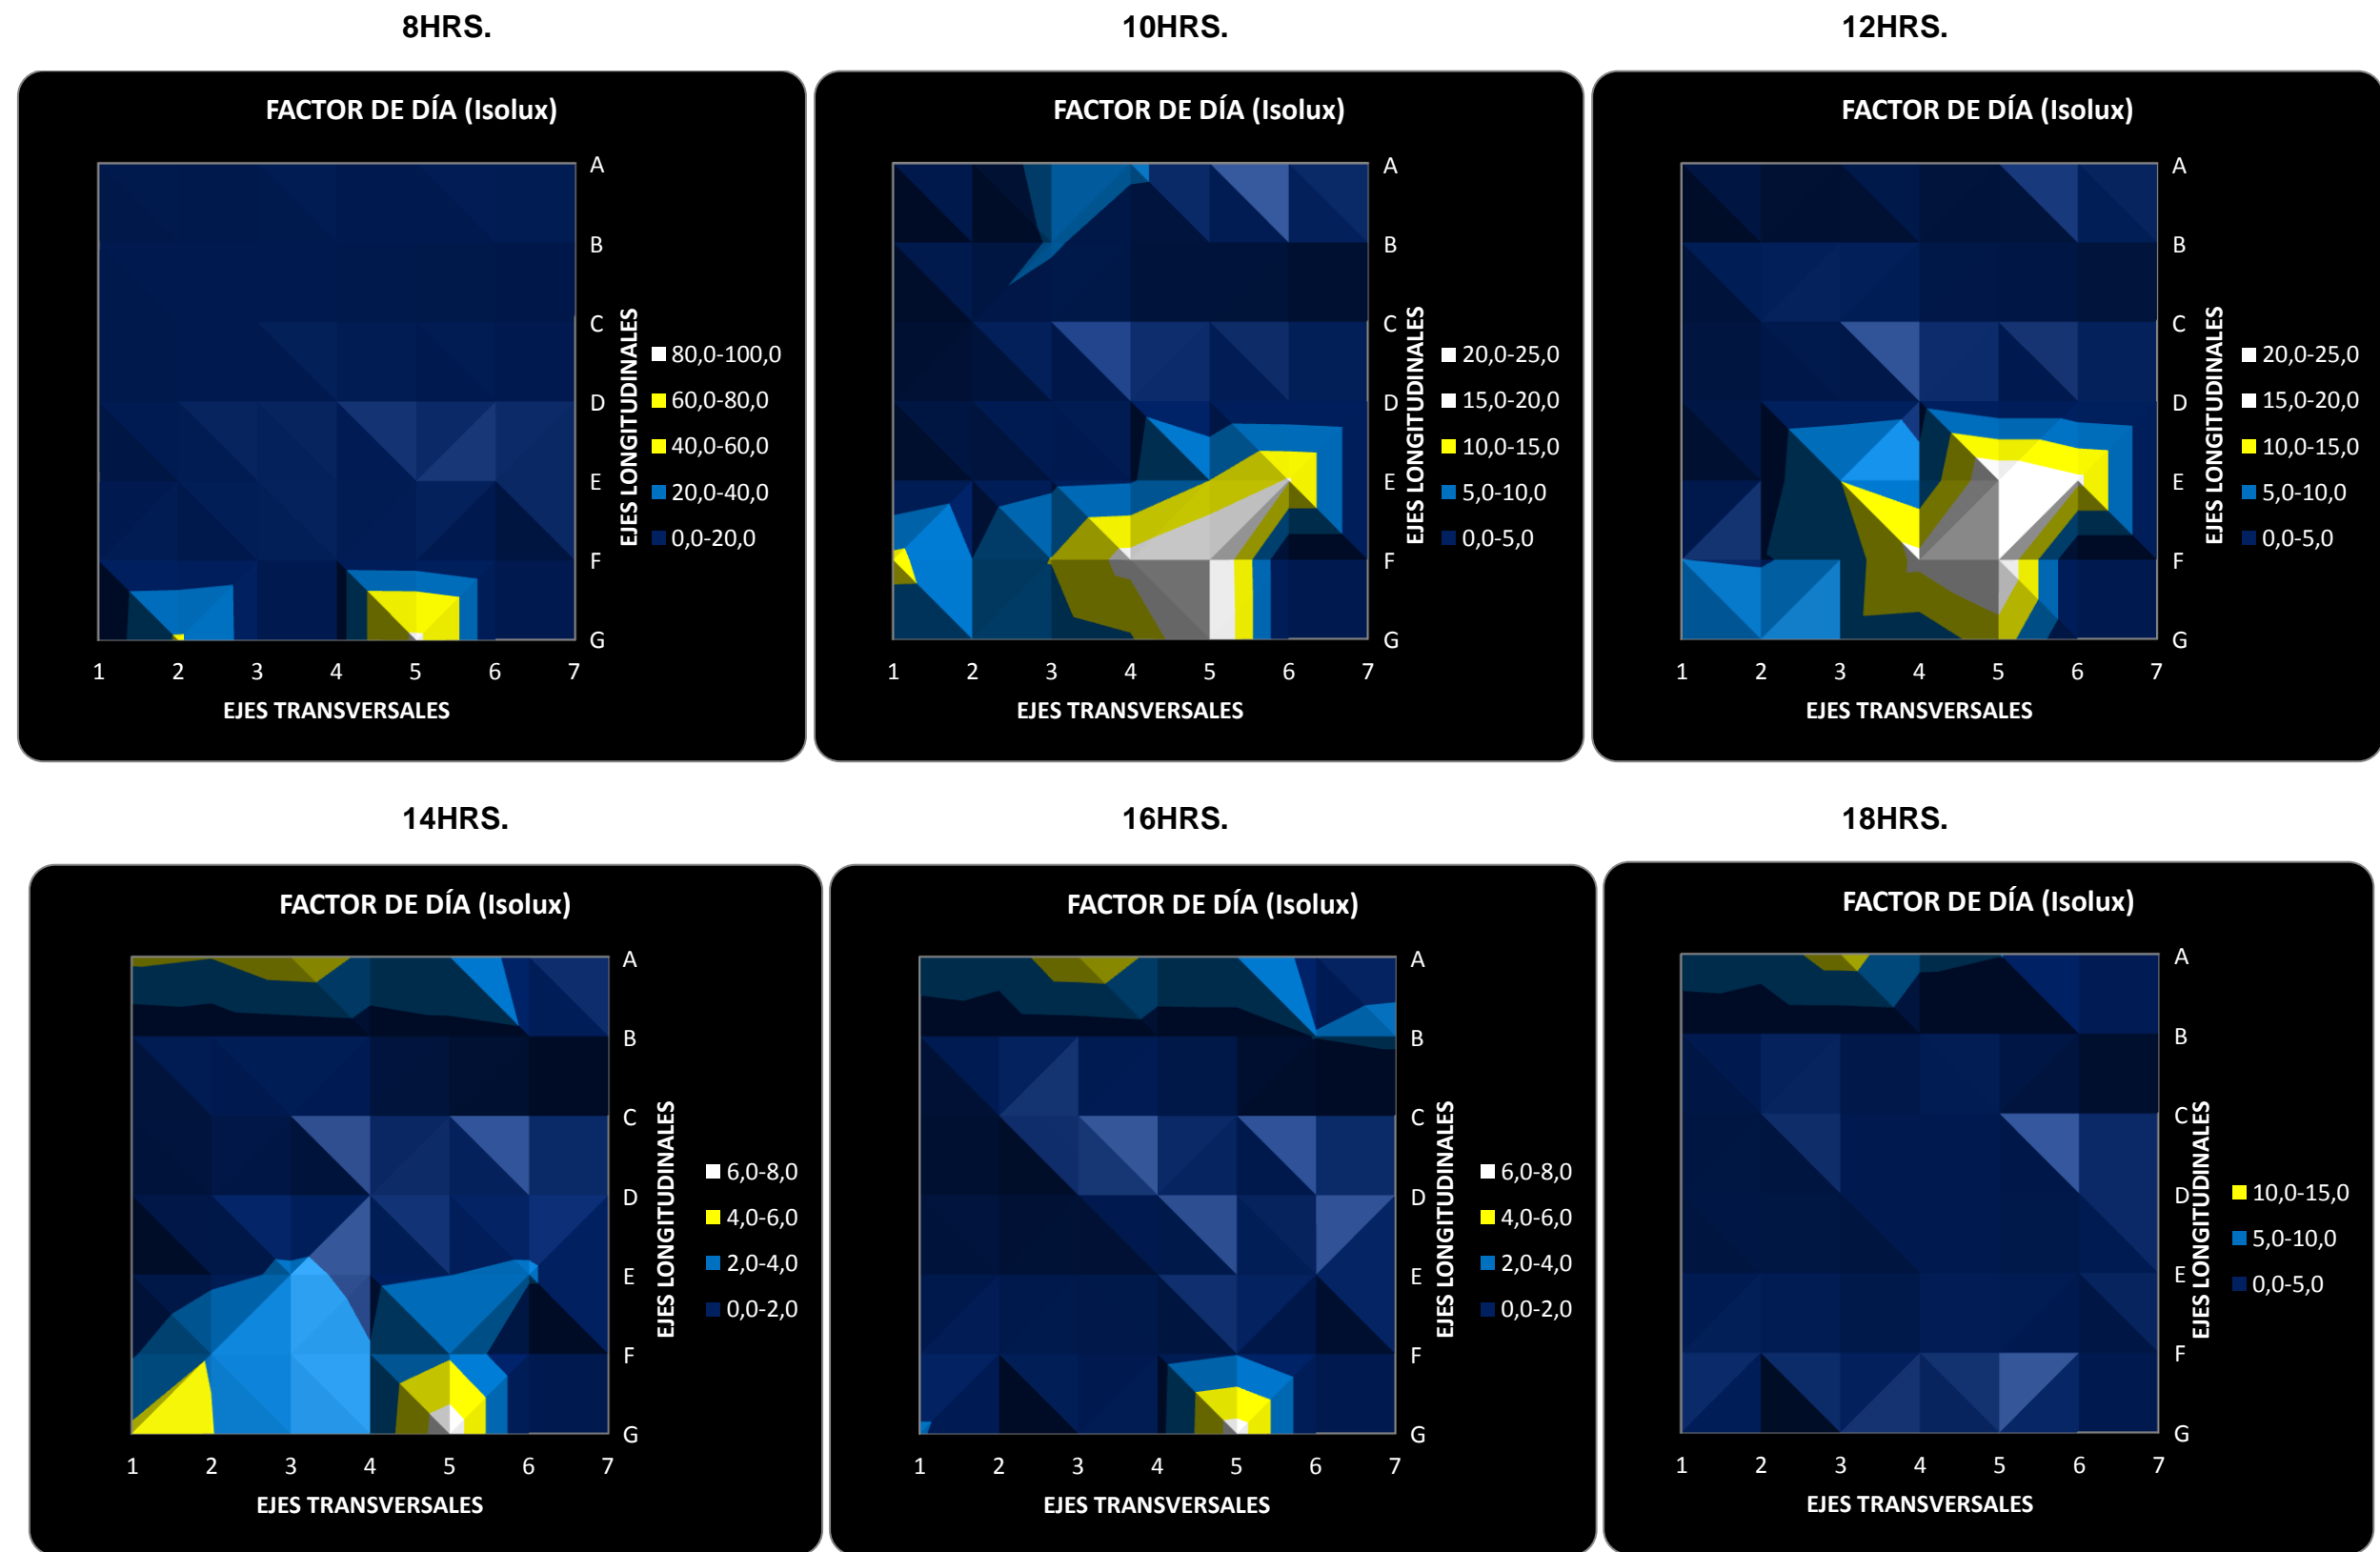 8HRS.
FACTOR DE DÍA (Isolux)
A
B
C
D
E
F
G
EJES LONGITUDINALES
80,0-100,0
60,0-80,0
40,0-60,0
20,0-40,0
0,0-20,0
1 2 3 4 5 6 7
EJES TRANSVERSALES
10HRS.
FACTOR DE DÍA (Isolux)
A
B
C
D
E
F
G
EJES LONGITUDINALES
20,0-25,0
15,0-20,0
10,0-15,0
5,0-10,0
0,0-5,0
1 2 3 4 5 6 7
EJES TRANSVERSALES
12HRS.
FACTOR DE DÍA (Isolux)
A
B
C
D
E
F
G
EJES LONGITUDINALES
20,0-25,0
15,0-20,0
10,0-15,0
5,0-10,0
0,0-5,0
1 2 3 4 5 6 7
EJES TRANSVERSALES
14HRS.
FACTOR DE DÍA (Isolux)
A
B
C
D
E
F
G
EJES LONGITUDINALES
6,0-8,0
4,0-6,0
2,0-4,0
0,0-2,0
1 2 3 4 5 6 7
EJES TRANSVERSALES
16HRS.
FACTOR DE DÍA (Isolux)
A
B
C
D
E
F
G
EJES LONGITUDINALES
6,0-8,0
4,0-6,0
2,0-4,0
0,0-2,0
1 2 3 4 5 6 7
EJES TRANSVERSALES
18HRS.
FACTOR DE DÍA (Isolux)
A
B
C
D
E
F
G
EJES LONGITUDINALES
10,0-15,0
5,0-10,0
0,0-5,0
1 2 3 4 5 6 7
EJES TRANSVERSALES